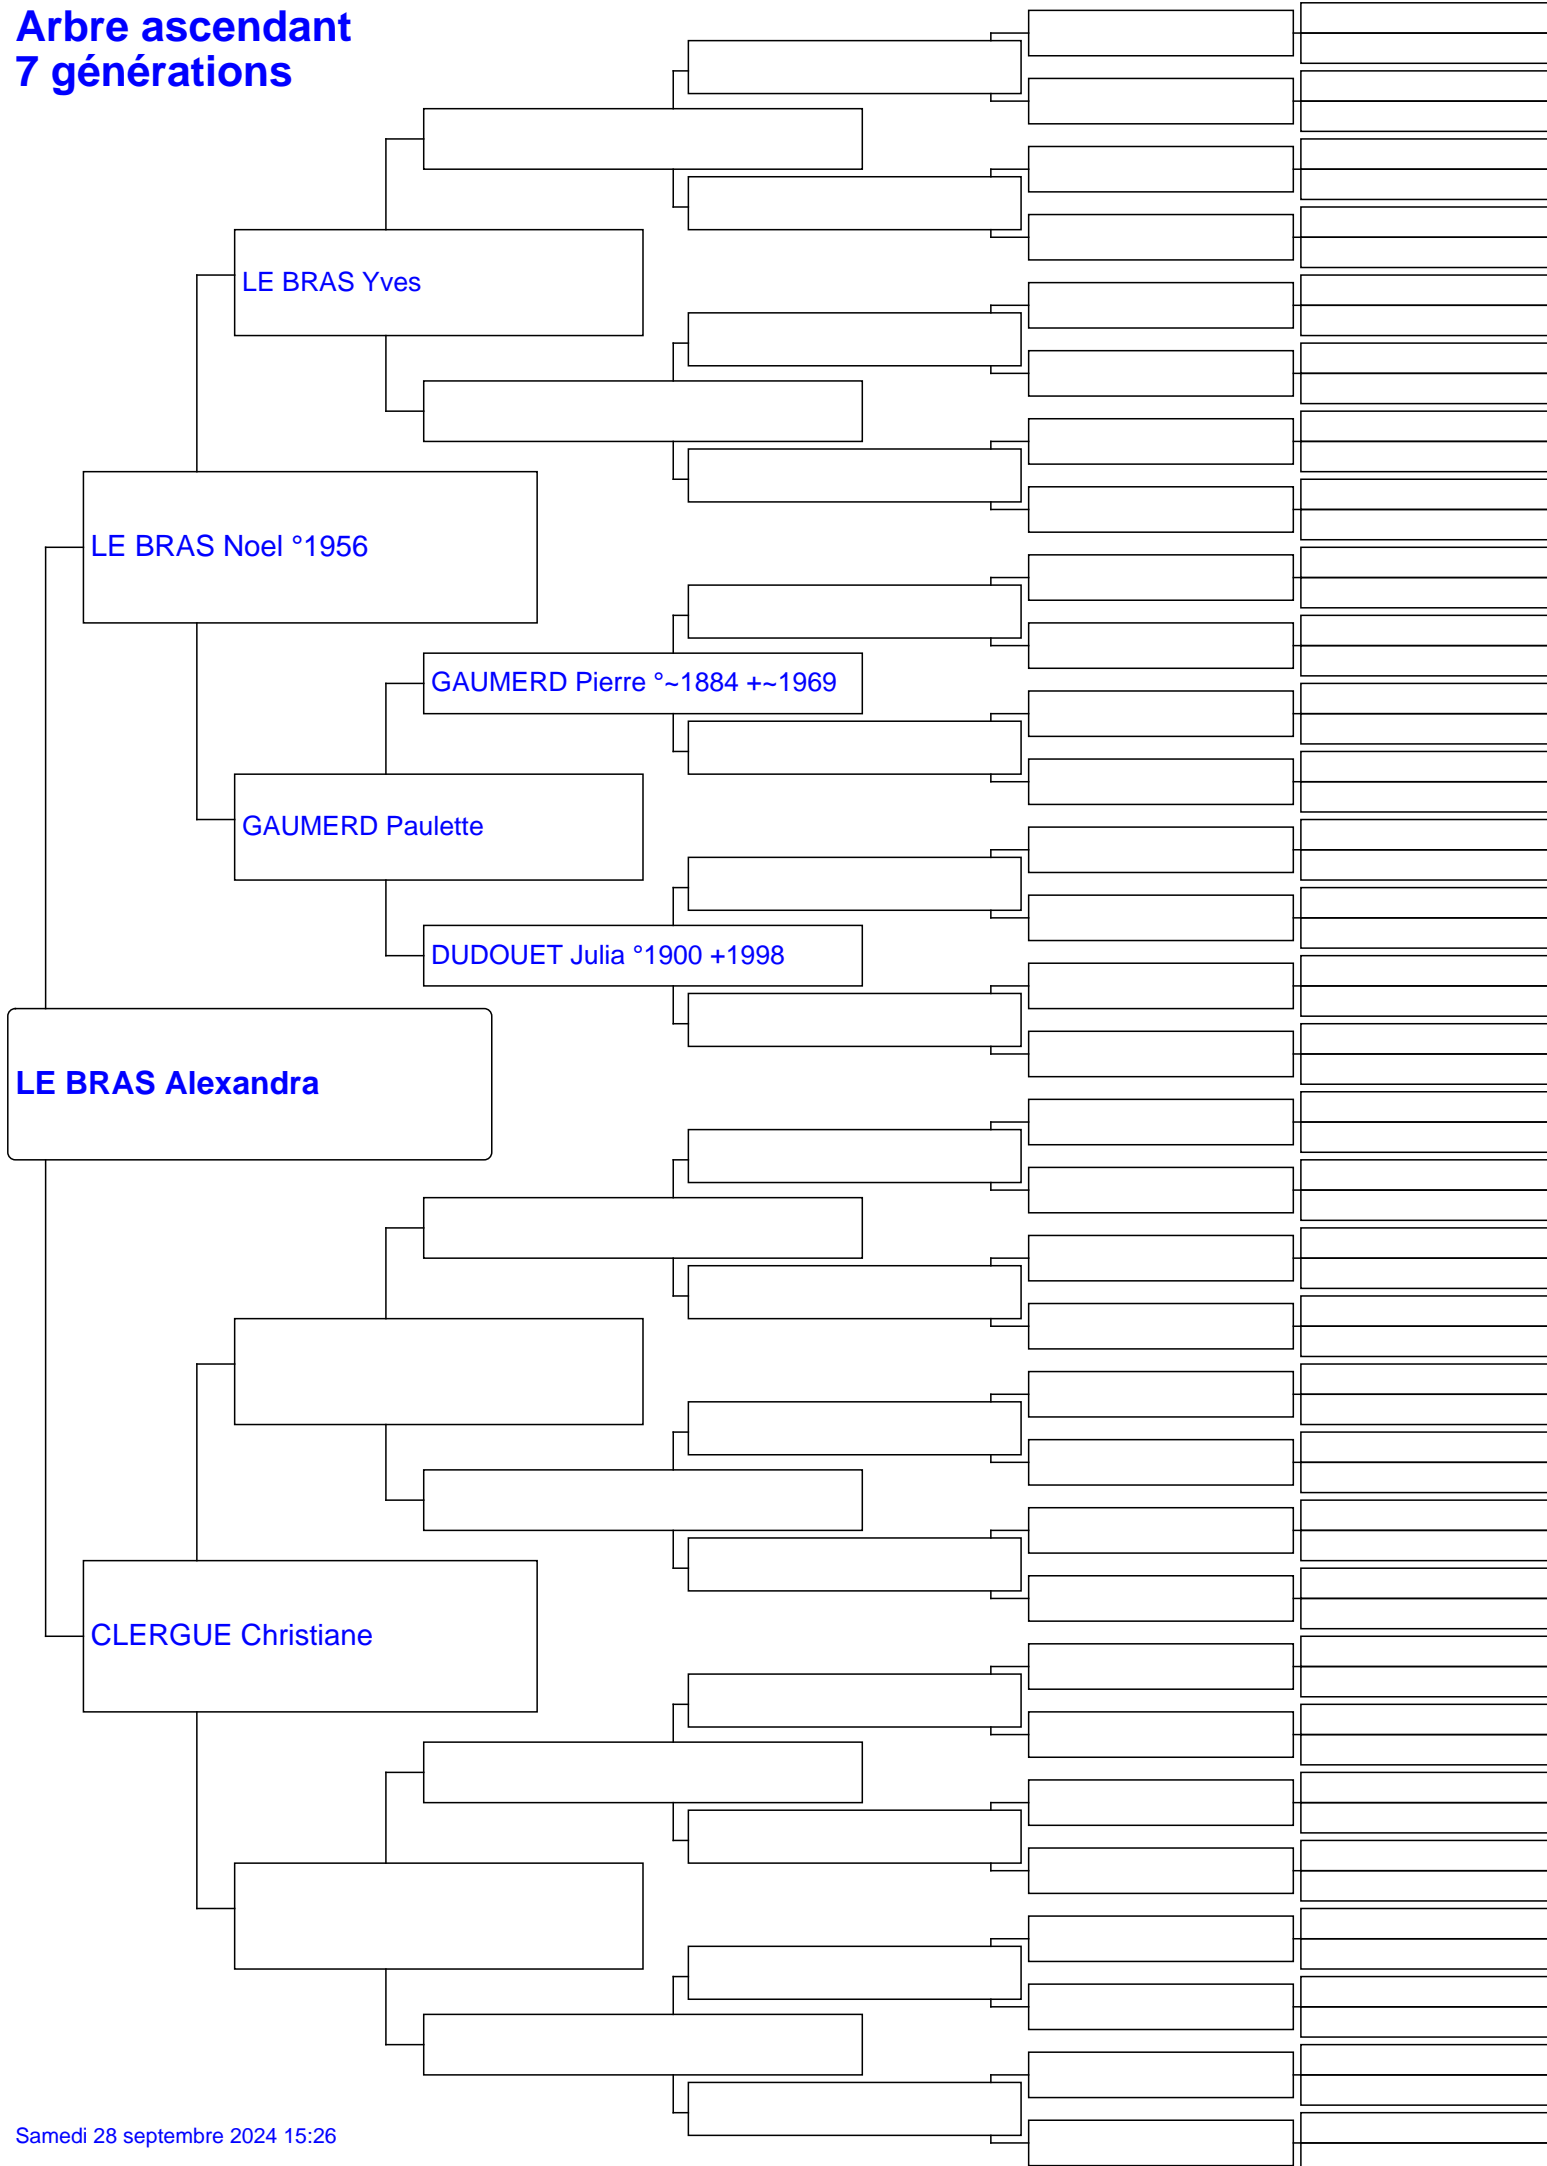 Arbre ascendant
7 générations
LE BRAS Yves
LE BRAS Noel °1956
GAUMERD Pierre °~1884 +~1969
GAUMERD Paulette
DUDOUET Julia °1900 +1998
LE BRAS Alexandra
CLERGUE Christiane
Samedi 28 septembre 2024 15:26